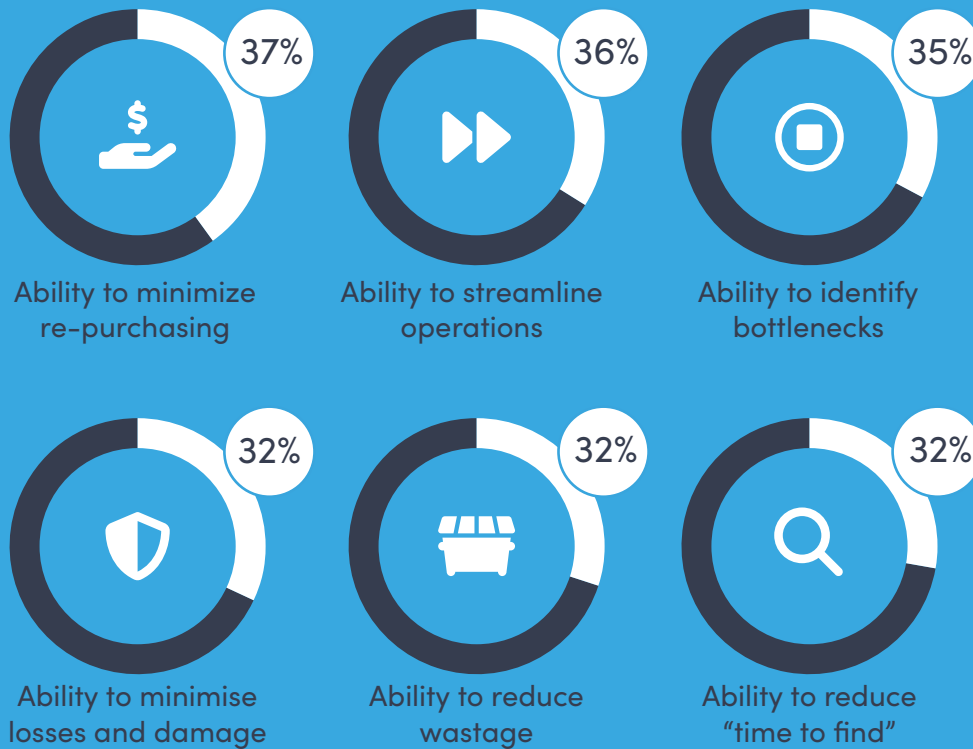 37%
36%
35%
Ability to minimize
re-purchasing
Ability to streamline
operations
Ability to identify
bottlenecks
32%
32%
32%
Ability to minimise
losses and damage
Ability to reduce
wastage
Ability to reduce
“time to find”